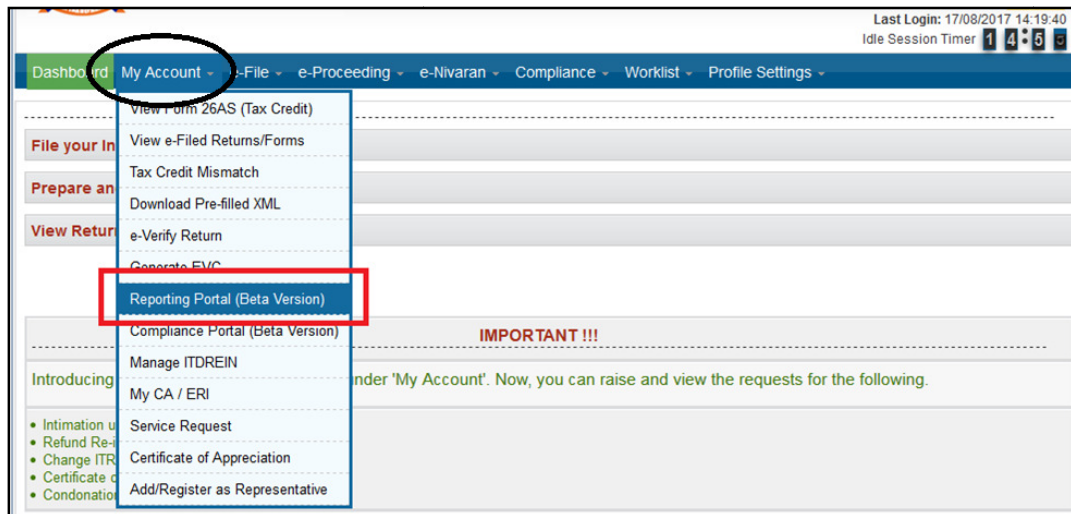 Last Login: 17/08/2017 14:19:40
Idle Session Timer 1 4 : 5
Dashboard My Account e-File e-Proceeding e-Nivaran Compliance Worklist Profile Settings
View Form 26AS (Tax Credit)
File your In
View e-Filed Returns/Forms
Tax Credit Mismatch
Prepare an
Download Pre-filled XML
View Retur
e-Verify Return
Generate EVC
Reporting Portal (Beta Version)
Compliance Portal (Beta Version)
IMPORTANT !!!
Manage ITDREIN
Introducing under 'My Account'. Now, you can raise and view the requests for the following.
My CA / ERI
• Intimation u
Service Request
• Refund Re-i
• Change ITR
Certificate of Appreciation
• Certificate o
• Condonation
Add/Register as Representative